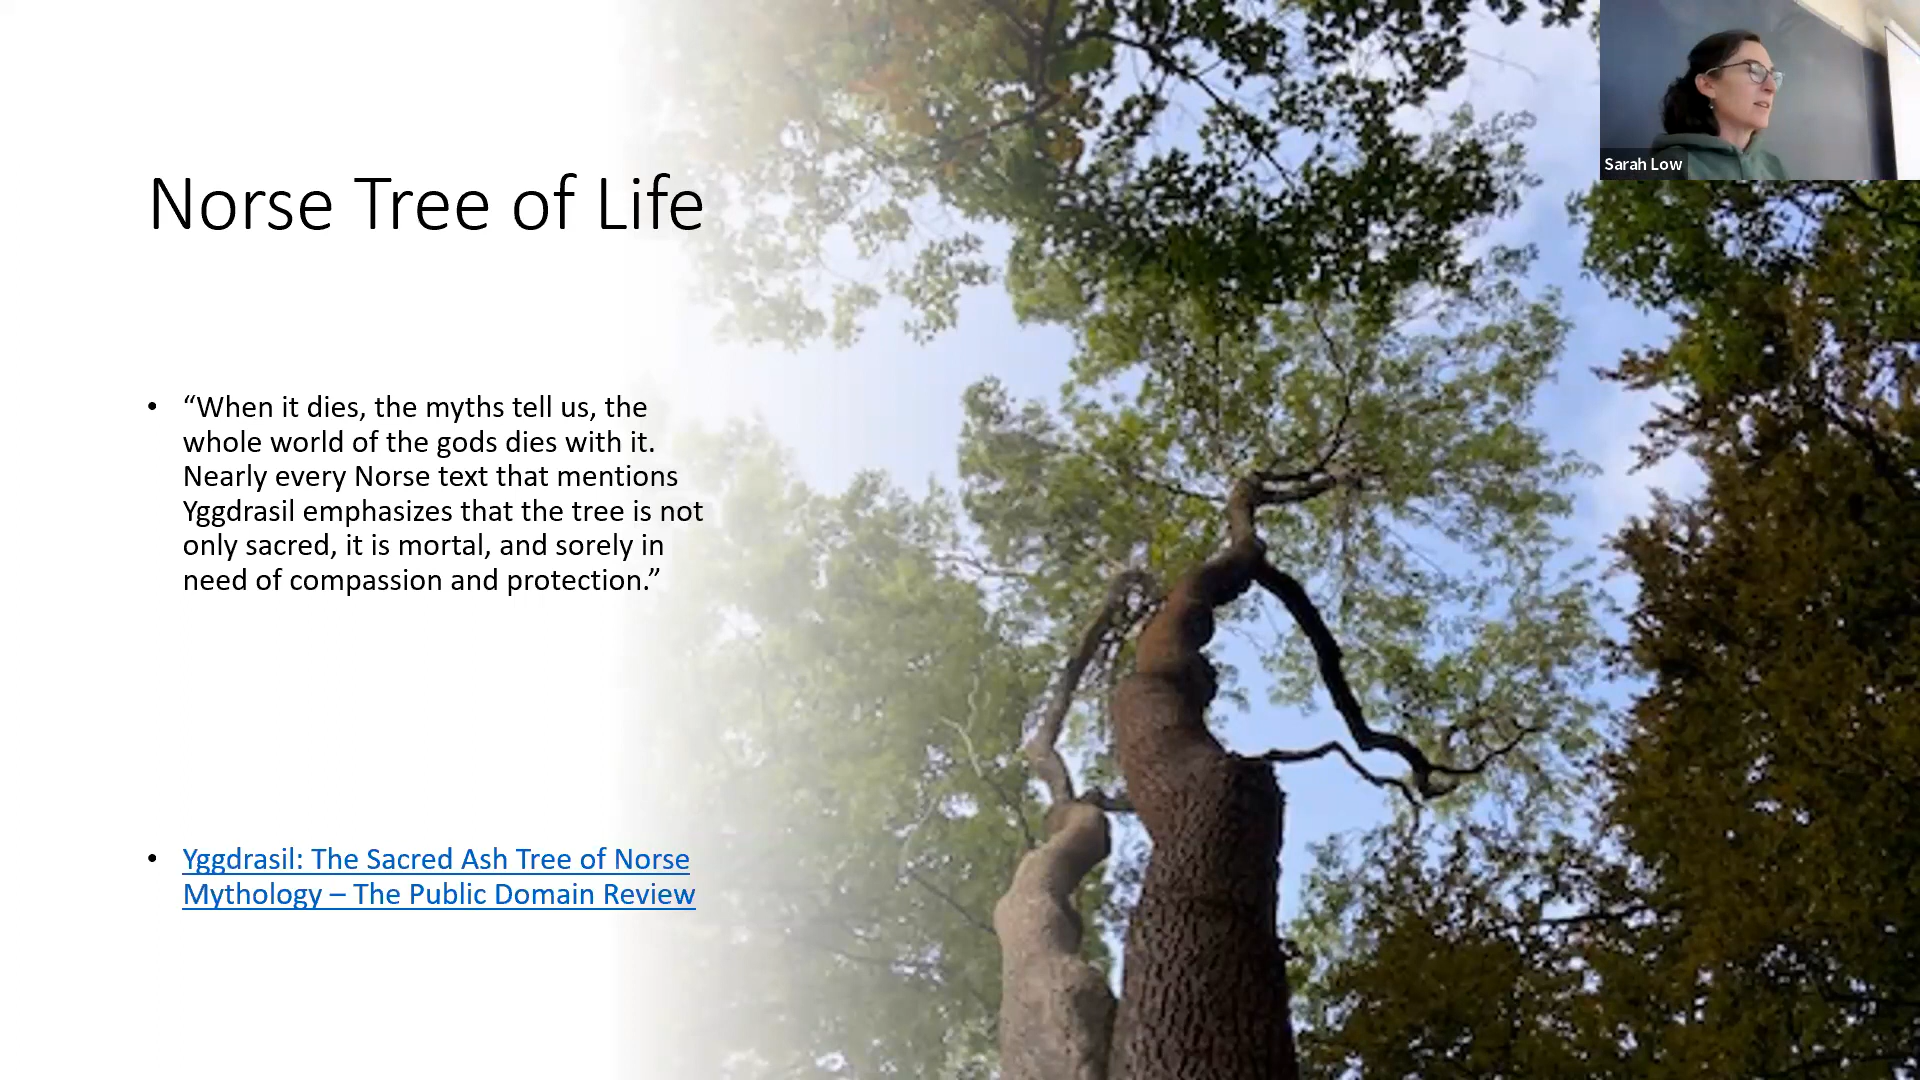 Norse Tree of Life
• “When it dies, the myths tell us, the
whole world of the gods dies with it.
Nearly every Norse text that mentions
Yggdrasil emphasizes that the tree is not
only sacred, it is mortal, and sorely in
need of compassion and protection.”
• Yggdrasil: The Sacred Ash Tree of Norse
Mythology – The Public Domain Review
Sarah Low